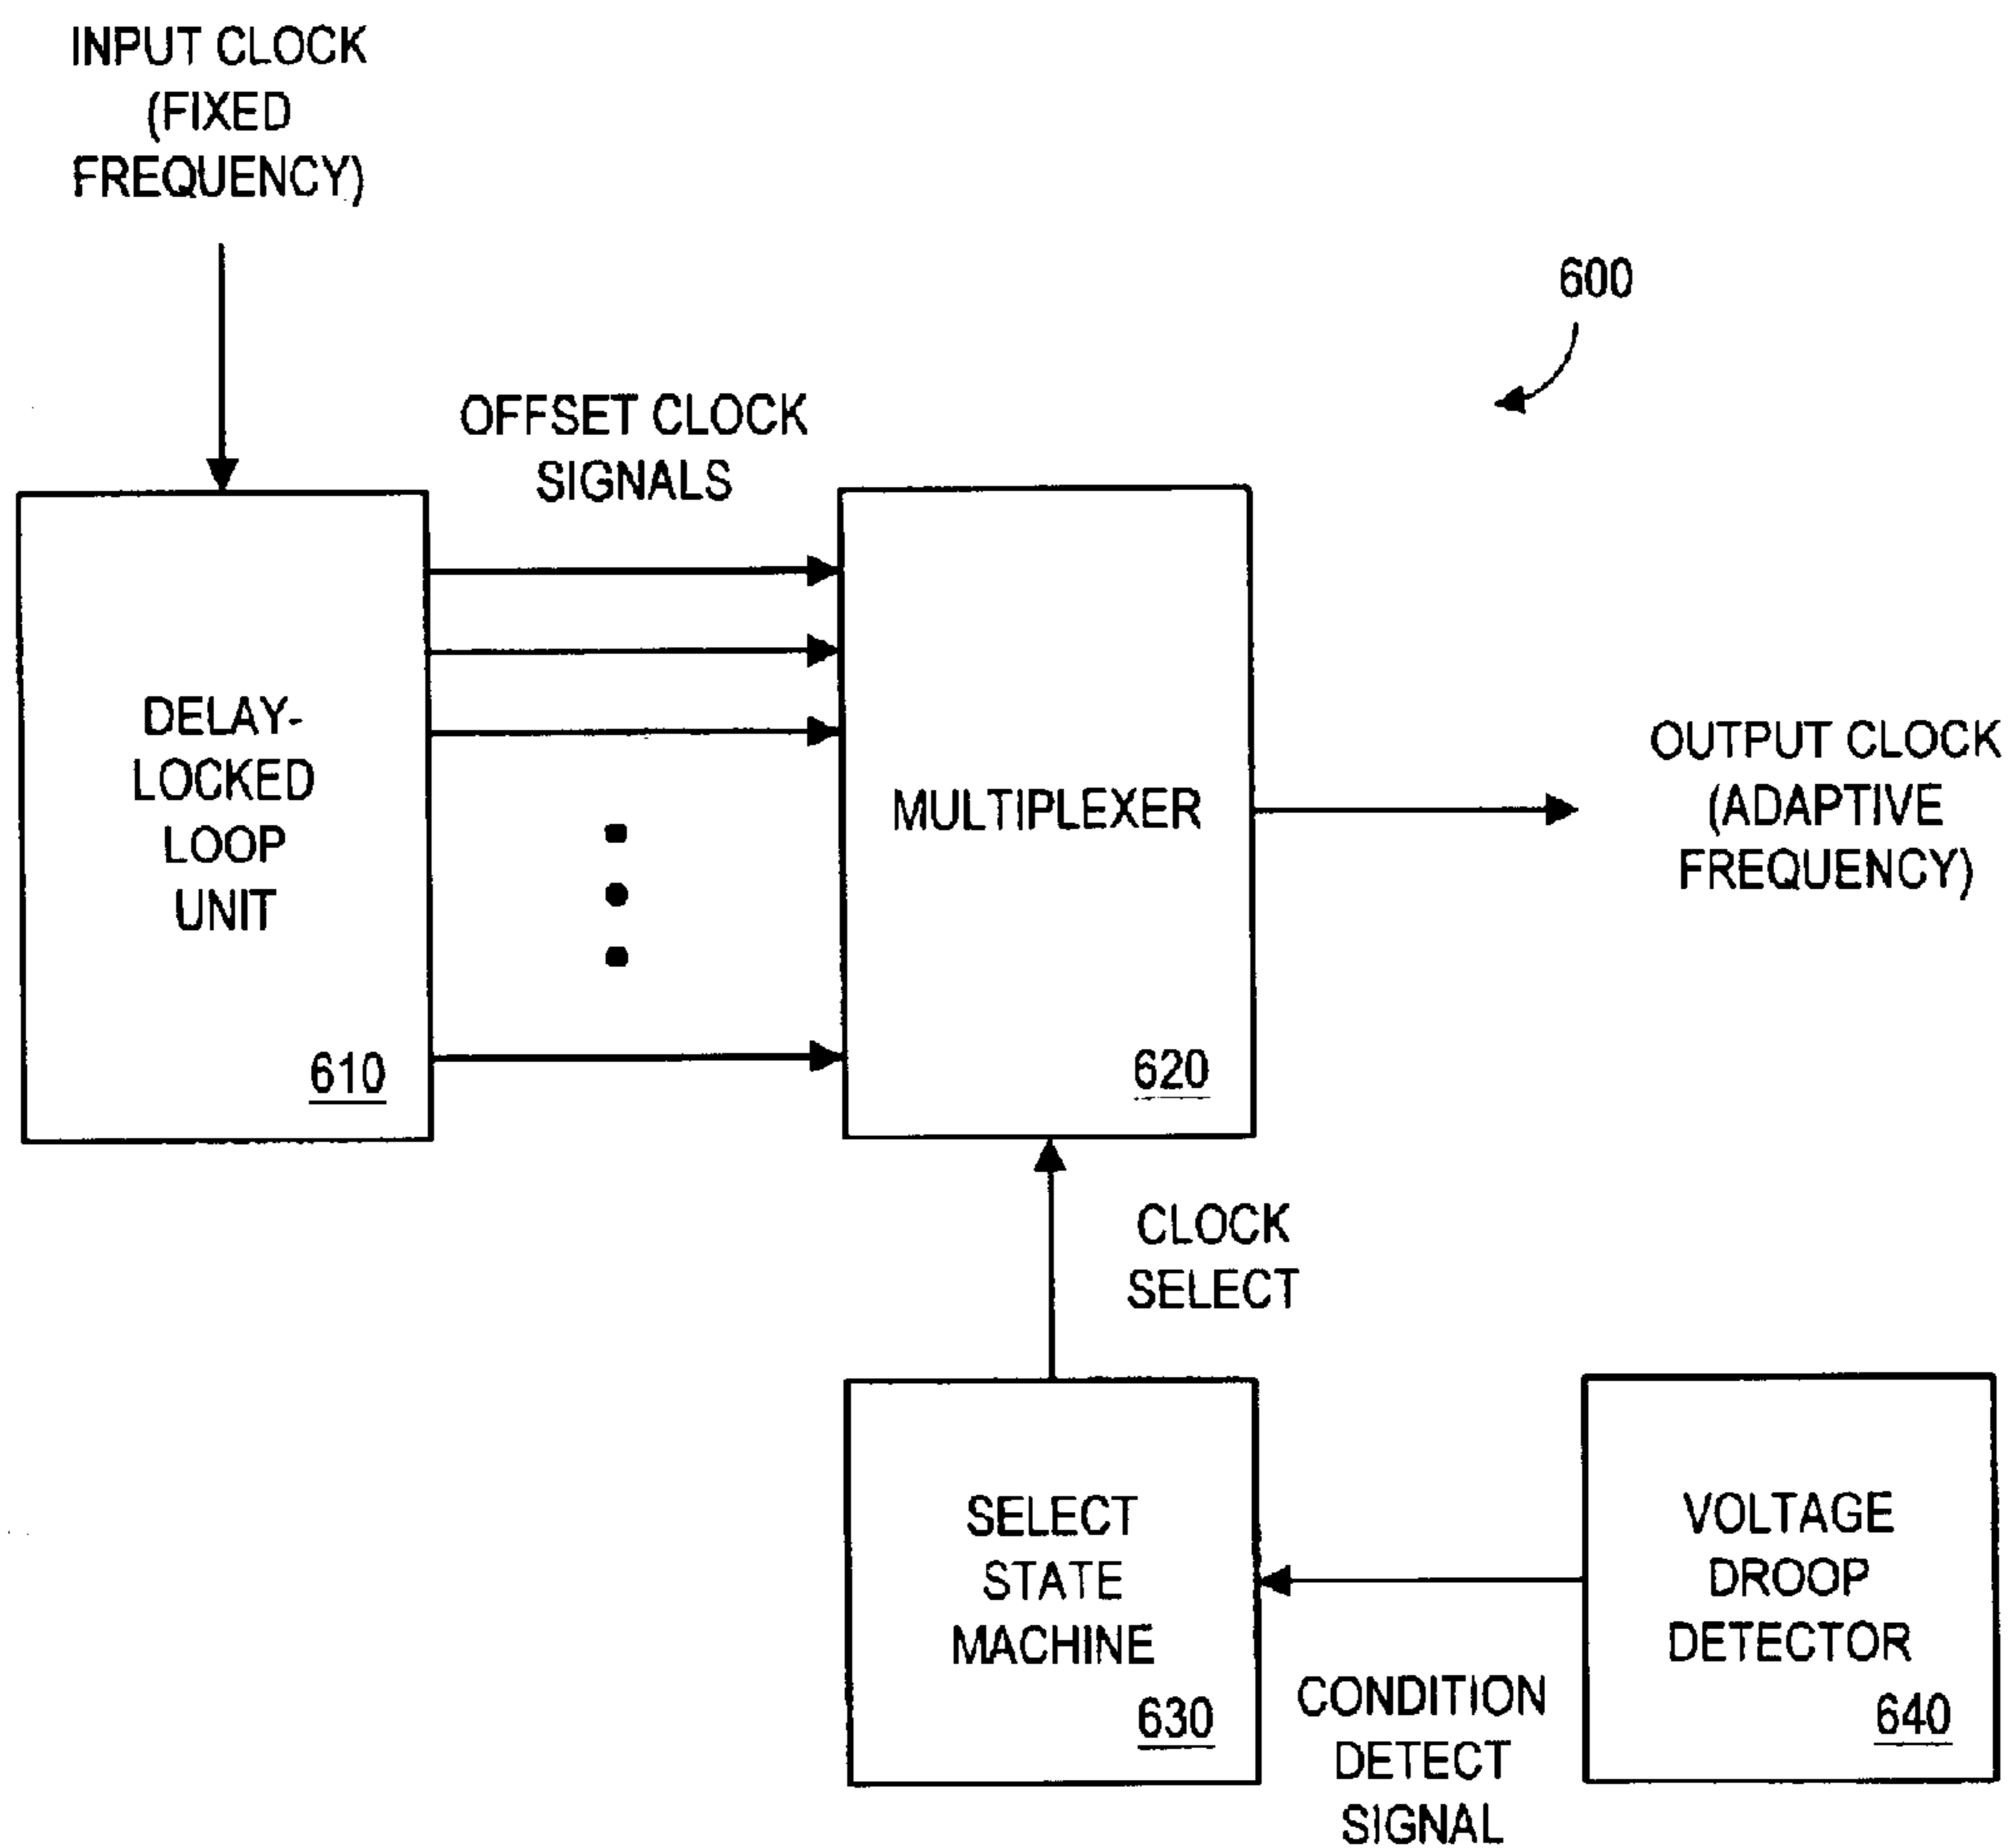 INPUT CLOCK
(FIXED
FREQUENCY)
600
OFFSET CLOCK
SIGNALS
DELAY-
LOCKED
LOOP
UNIT
610
MULTIPLEXER
620
OUTPUT CLOCK
(ADAPTIVE
FREQUENCY)
CLOCK
SELECT
SELECT
STATE
MACHINE
630
CONDITION
DETECT
SIGNAL
VOLTAGE
DROOP
DETECTOR
640